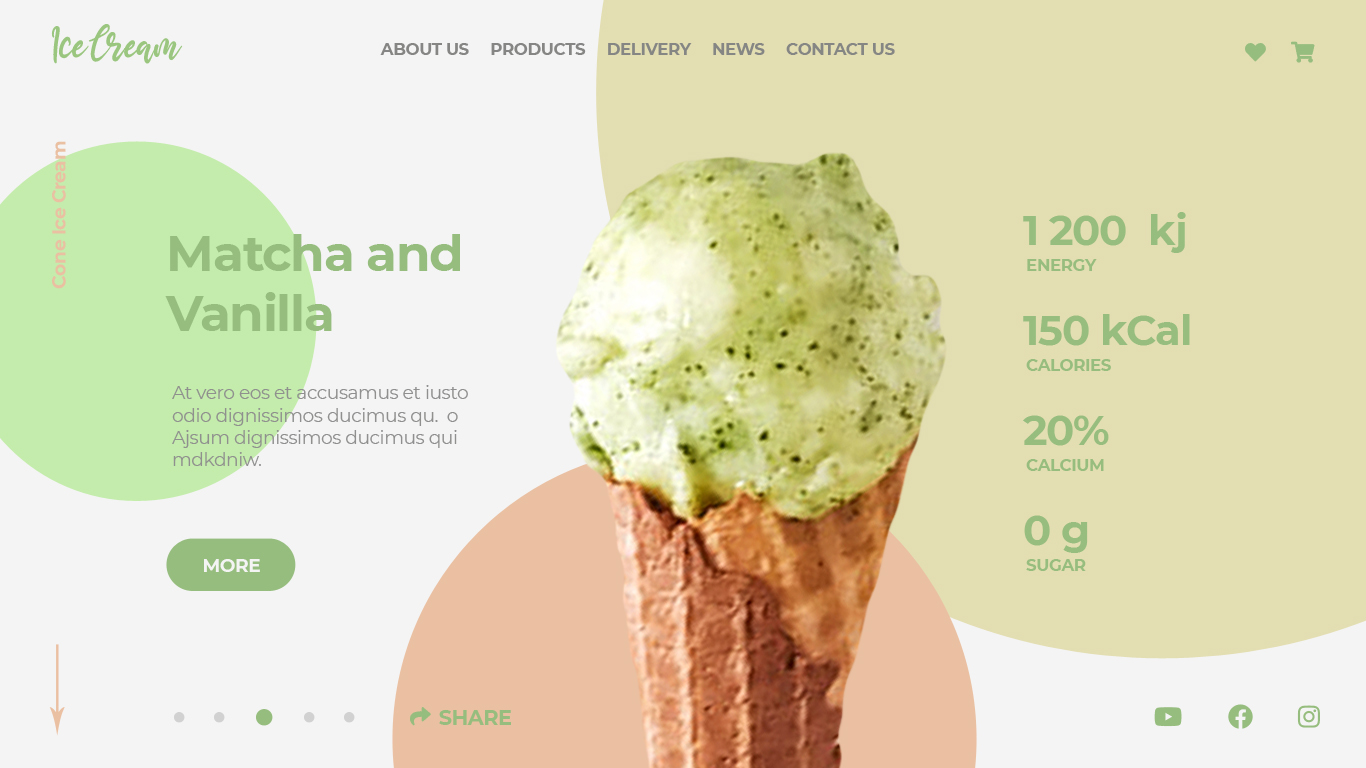 Ice Cream
ABOUT US PRODUCTS DELIVERY NEWS CONTACT US
Cone Ice Cream
Matcha and
Vanilla
At vero eos et accusamus et iusto
odio dignissimos ducimus qu. o
Ajsum dignissimos ducimus qui
mdkdniw.
MORE
SHARE
1 200 kj
ENERGY
150 kCal
CALORIES
20%
CALCIUM
0 g
SUGAR